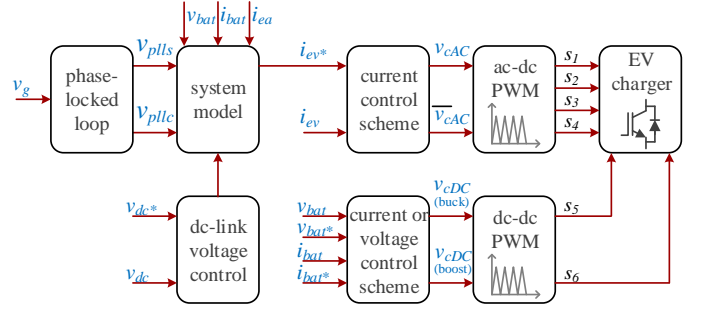 v_bat i_bat i_ea
v_g
phase-
locked
loop
v_plls
v_pllc
system
model
i_ev*
i_ev
current
control
scheme
v_cAC
v̅_cAC
ac-dc
PWM
s_1
s_2
s_3
s_4
EV
charger
v_dc*
v_dc
dc-link
voltage
control
v_bat
v_bat*
i_bat
i_bat*
current or
voltage
control
scheme
v_cDC
(buck)
v_cDC
(boost)
dc-dc
PWM
s_5
s_6